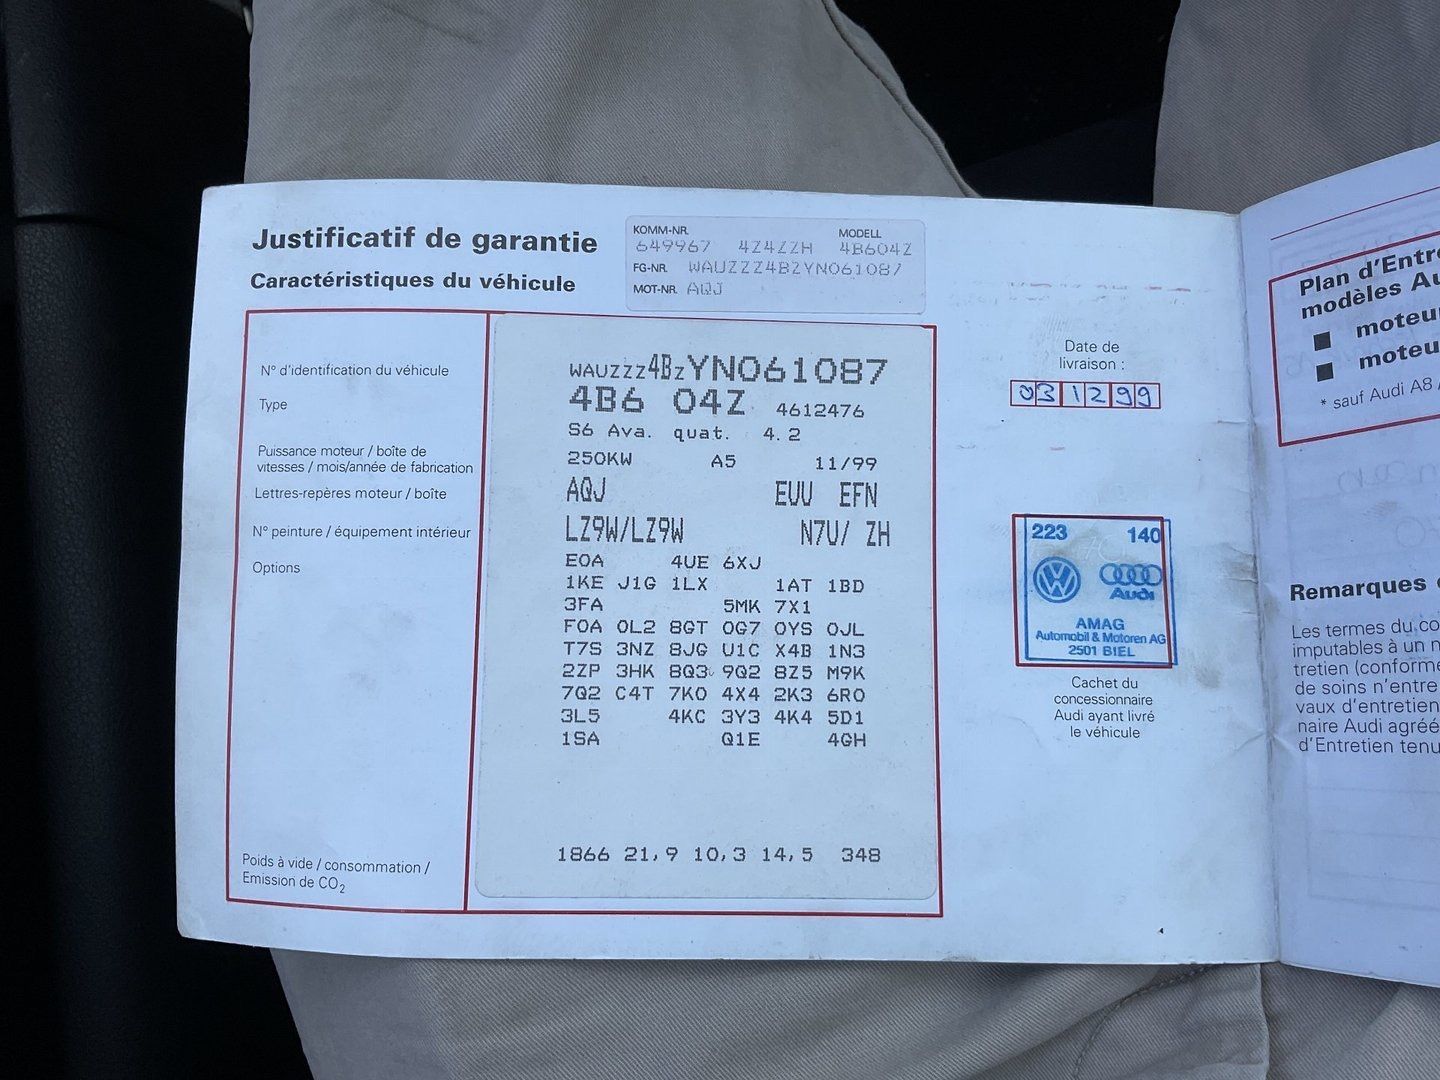 Justificatif de garantie
Caractéristiques du véhicule
KOMM-NR. MODELL
649967 4Z4ZZH 4B604Z
FG-NR. WAUZZZ4BZYN061087
MOT-NR. AQJ
N° d'identification du véhicule
WAUZZZ4BZYN061087
Type
4B6 04Z 4612476
S6 Ava. quat. 4.2
Puissance moteur / boîte de
vitesses / mois/année de fabrication
250KW A5 11/99
Lettres-repères moteur / boîte
AQJ EUU EFN
N° peinture / équipement intérieur
LZ9W/LZ9W N7U/ ZH
Options
E0A 4UE 6XJ
1KE J1G 1LX 1AT 1BD
3FA 5MK 7X1
F0A 0L2 8GT 0G7 0YS 0JL
T7S 3NZ 8JG U1C X4B 1N3
2ZP 3HK 8Q3 9Q2 8Z5 M9K
7Q2 C4T 7K0 4X4 2K3 6R0
3L5 4KC 3Y3 4K4 5D1
1SA Q1E 4GH
Poids à vide / consommation /
Emission de CO2
1866 21,9 10,3 14,5 348
Date de
livraison :
031299
223 140
VW Audi
AMAG
Automobil & Motoren AG
2501 BIEL
Cachet du
concessionnaire
Audi ayant livré
le véhicule
Plan d'Entre
modèles Au
moteu
moteu
* sauf Audi A8
Remarques
Les termes du co
imputables à un n
tretien (conforme
de soins n'entre
vaux d'entretien
naire Audi agréé
d'Entretien tenu